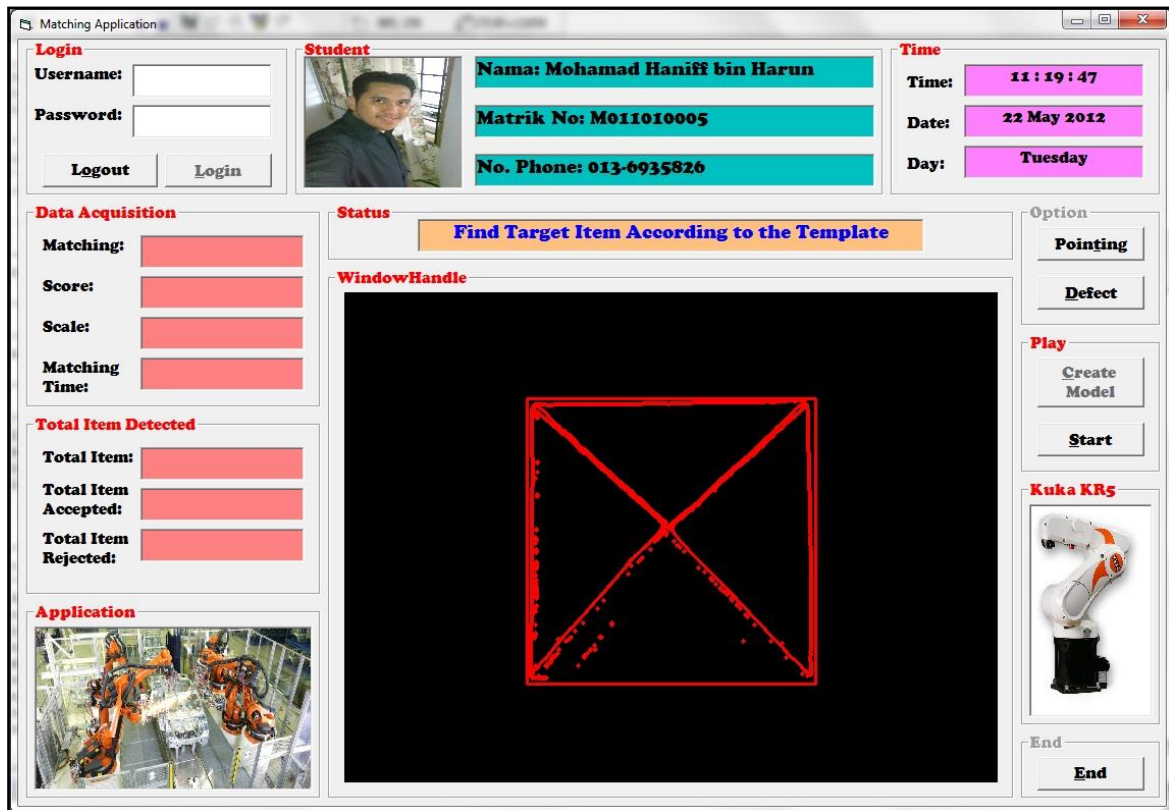 Matching Application
Login
Username:
Password:
Logout
Login
Student
Nama: Mohamad Haniff bin Harun
Matrik No: M011010005
No. Phone: 013-6935826
Time
Time:
11 : 19 : 47
Date:
22 May 2012
Day:
Tuesday
Data Acquisition
Matching:
Score:
Scale:
Matching
Time:
Total Item Detected
Total Item:
Total Item
Accepted:
Total Item
Rejected:
Application
Status
Find Target Item According to the Template
WindowHandle
Option
Pointing
Defect
Play
Create
Model
Start
Kuka KR5
End
End